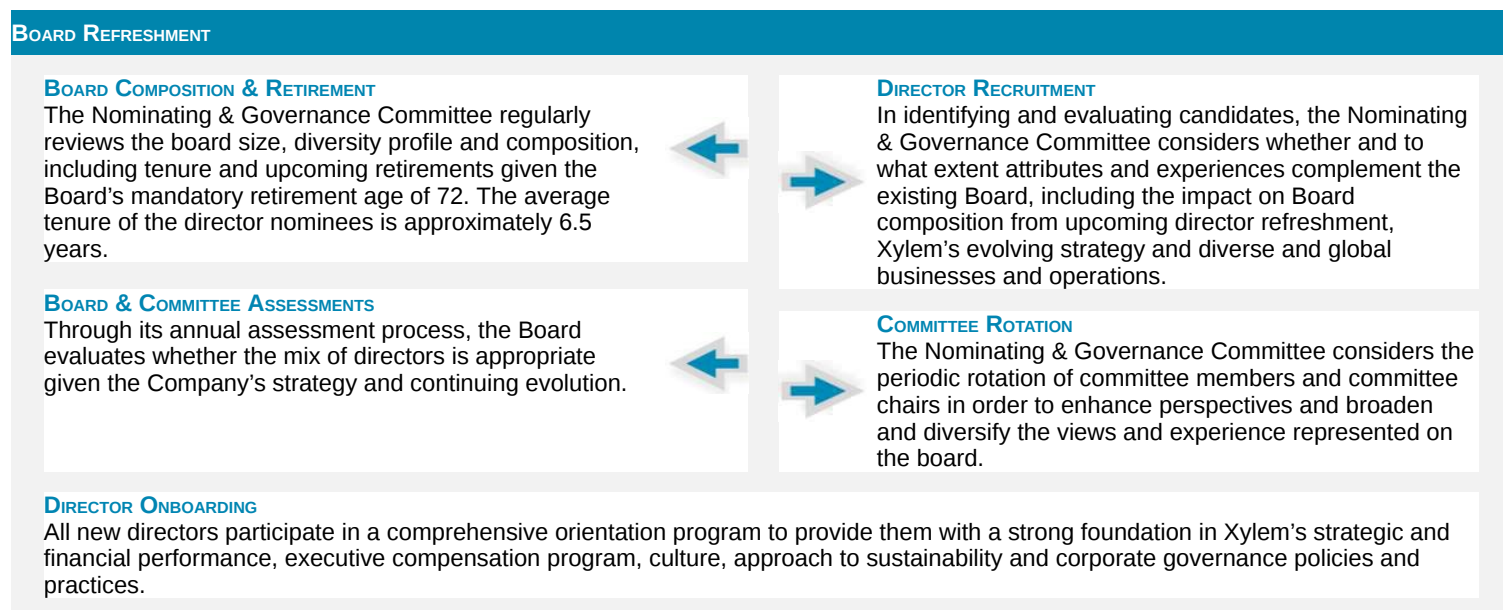 BOARD REFRESHMENT
BOARD COMPOSITION & RETIREMENT
The Nominating & Governance Committee regularly
reviews the board size, diversity profile and composition,
including tenure and upcoming retirements given the
Board's mandatory retirement age of 72. The average
tenure of the director nominees is approximately 6.5
years.
BOARD & COMMITTEE ASSESSMENTS
Through its annual assessment process, the Board
evaluates whether the mix of directors is appropriate
given the Company's strategy and continuing evolution.
DIRECTOR RECRUITMENT
In identifying and evaluating candidates, the Nominating
& Governance Committee considers whether and to
what extent attributes and experiences complement the
existing Board, including the impact on Board
composition from upcoming director refreshment,
Xylem's evolving strategy and diverse and global
businesses and operations.
COMMITTEE ROTATION
The Nominating & Governance Committee considers the
periodic rotation of committee members and committee
chairs in order to enhance perspectives and broaden
and diversify the views and experience represented on
the board.
DIRECTOR ONBOARDING
All new directors participate in a comprehensive orientation program to provide them with a strong foundation in Xylem's strategic and
financial performance, executive compensation program, culture, approach to sustainability and corporate governance policies and
practices.